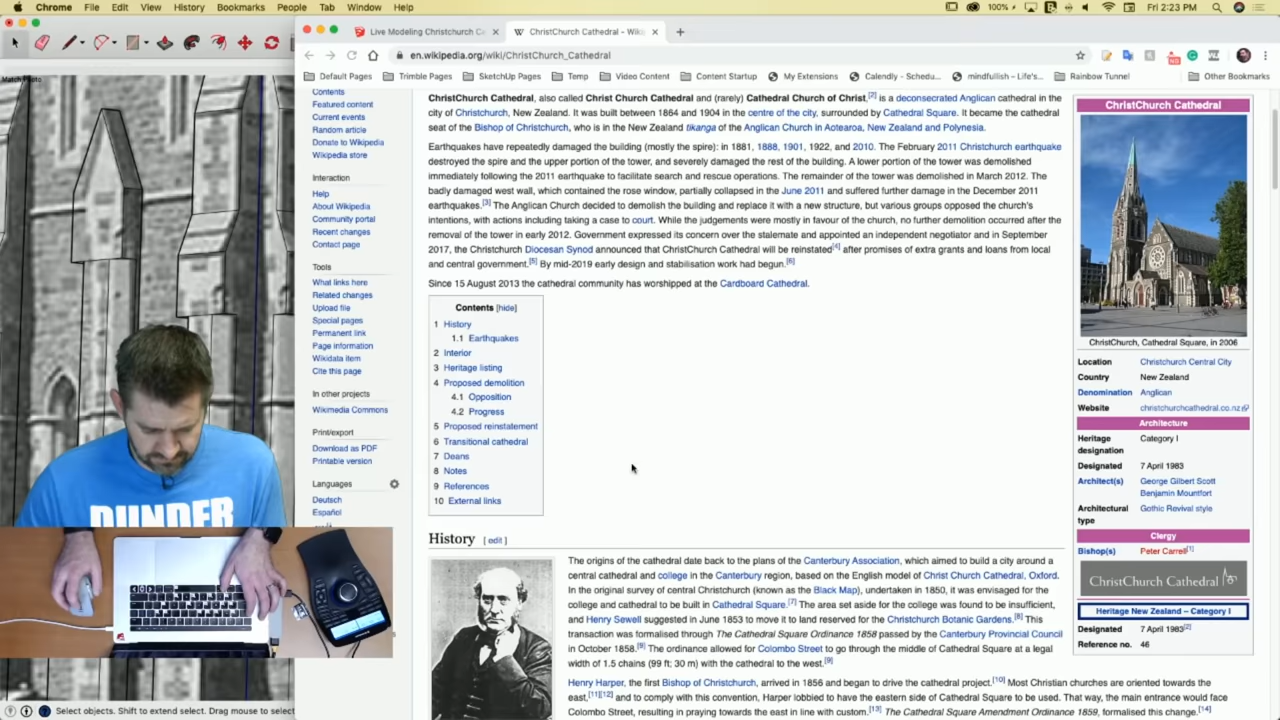 Chrome File Edit View History Bookmarks People Tab Window Help 100% Fri 2:23 PM
Live Modeling Christchurch C ChristChurch Cathedral - Wiki
en.wikipedia.org/wiki/ChristChurch_Cathedral
Default Pages Trimble Pages SketchUp Pages Temp Video Content Content Startup My Extensions Calendly - Schedu... mindfullish – Life's... Rainbow Tunnel Other Bookmarks
Match Photo
Contents
Featured content
Current events
Random article
Donate to Wikipedia
Wikipedia store
Interaction
Help
About Wikipedia
Community portal
Recent changes
Contact page
Tools
What links here
Related changes
Upload file
Special pages
Permanent link
Page information
Wikidata item
Cite this page
In other projects
Wikimedia Commons
Print/export
Download as PDF
Printable version
Languages
Deutsch
Español
ChristChurch Cathedral, also called Christ Church Cathedral and (rarely) Cathedral Church of Christ,[2] is a deconsecrated Anglican cathedral in the
city of Christchurch, New Zealand. It was built between 1864 and 1904 in the centre of the city, surrounded by Cathedral Square. It became the cathedral
seat of the Bishop of Christchurch, who is in the New Zealand tikanga of the Anglican Church in Aotearoa, New Zealand and Polynesia.
Earthquakes have repeatedly damaged the building (mostly the spire): in 1881, 1888, 1901, 1922, and 2010. The February 2011 Christchurch earthquake
destroyed the spire and the upper portion of the tower, and severely damaged the rest of the building. A lower portion of the tower was demolished
immediately following the 2011 earthquake to facilitate search and rescue operations. The remainder of the tower was demolished in March 2012. The
badly damaged west wall, which contained the rose window, partially collapsed in the June 2011 and suffered further damage in the December 2011
earthquakes.[3] The Anglican Church decided to demolish the building and replace it with a new structure, but various groups opposed the church's
intentions, with actions including taking a case to court. While the judgements were mostly in favour of the church, no further demolition occurred after the
removal of the tower in early 2012. Government expressed its concern over the stalemate and appointed an independent negotiator and in September
2017, the Christchurch Diocesan Synod announced that ChristChurch Cathedral will be reinstated[4] after promises of extra grants and loans from local
and central government.[5] By mid-2019 early design and stabilisation work had begun.[6]
Since 15 August 2013 the cathedral community has worshipped at the Cardboard Cathedral.
Contents [hide]
1 History
1.1 Earthquakes
2 Interior
3 Heritage listing
4 Proposed demolition
4.1 Opposition
4.2 Progress
5 Proposed reinstatement
6 Transitional cathedral
7 Deans
8 Notes
9 References
10 External links
History [ edit ]
The origins of the cathedral date back to the plans of the Canterbury Association, which aimed to build a city around a
central cathedral and college in the Canterbury region, based on the English model of Christ Church Cathedral, Oxford.
In the original survey of central Christchurch (known as the Black Map), undertaken in 1850, it was envisaged for the
college and cathedral to be built in Cathedral Square.[7] The area set aside for the college was found to be insufficient,
and Henry Sewell suggested in June 1853 to move it to land reserved for the Christchurch Botanic Gardens.[8] This
transaction was formalised through The Cathedral Square Ordinance 1858 passed by the Canterbury Provincial Council
in October 1858.[9] The ordinance allowed for Colombo Street to go through the middle of Cathedral Square at a legal
width of 1.5 chains (99 ft; 30 m) with the cathedral to the west.[9]
Henry Harper, the first Bishop of Christchurch, arrived in 1856 and began to drive the cathedral project.[10] Most Christian churches are oriented towards the
east,[11][12] and to comply with this convention, Harper lobbied to have the eastern side of Cathedral Square to be used. That way, the main entrance would face
Colombo Street, resulting in praying towards the east in line with custom.[13] The Cathedral Square Amendment Ordinance 1859, formalised this change.[14]
ChristChurch Cathedral
ChristChurch, Cathedral Square, in 2006
Location Christchurch Central City
Country New Zealand
Denomination Anglican
Website christchurchcathedral.co.nz
Architecture
Heritage designation Category I
Designated 7 April 1983
Architect(s) George Gilbert Scott
Benjamin Mountfort
Architectural type Gothic Revival style
Clergy
Bishop(s) Peter Carrell[1]
ChristChurch Cathedral
Heritage New Zealand – Category I
Designated 7 April 1983[2]
Reference no. 46
DUNDER
Select objects. Shift to extend select. Drag mouse to select